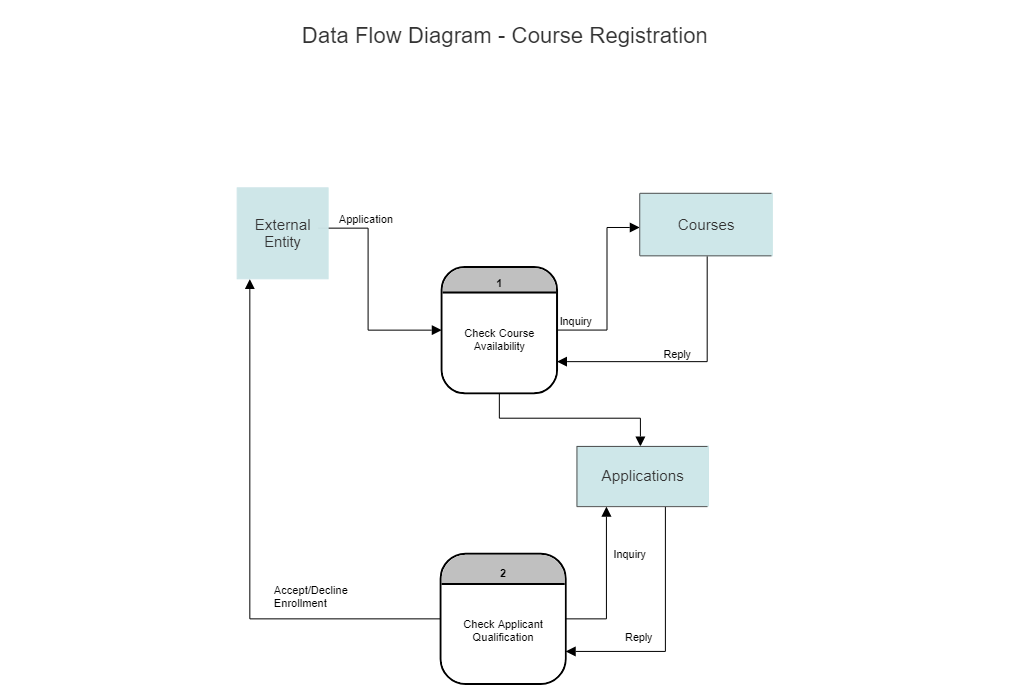 Data Flow Diagram - Course Registration
External
Entity
Application
Courses
1
Check Course
Availability
Inquiry
Reply
Applications
Inquiry
2
Check Applicant
Qualification
Accept/Decline
Enrollment
Reply